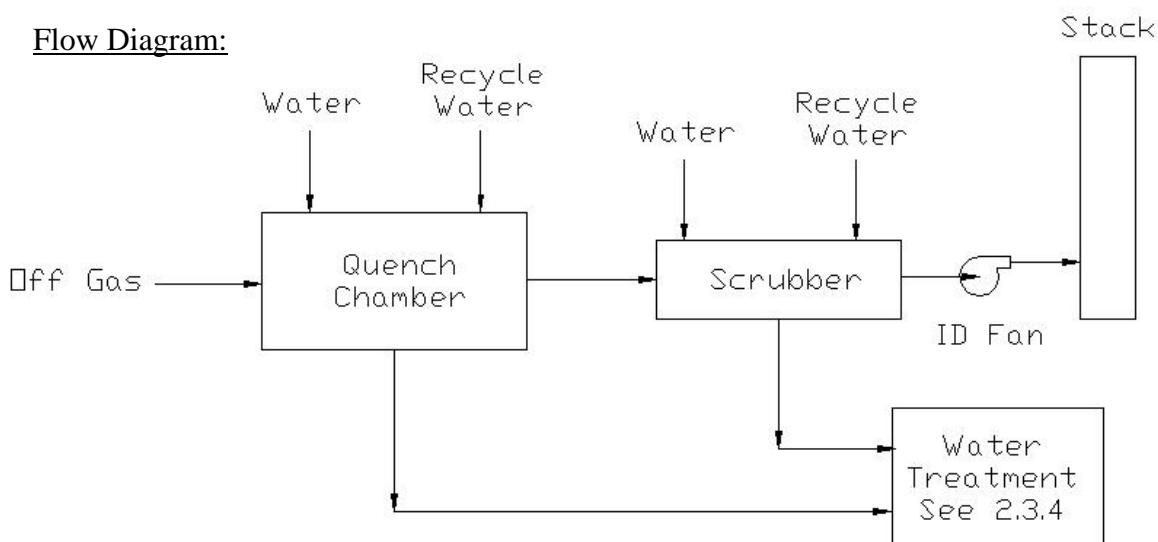 Flow Diagram:
Stack
Water
Recycle
Water
Water
Recycle
Water
Off Gas
Quench
Chamber
Scrubber
ID Fan
Water
Treatment
See 2.3.4